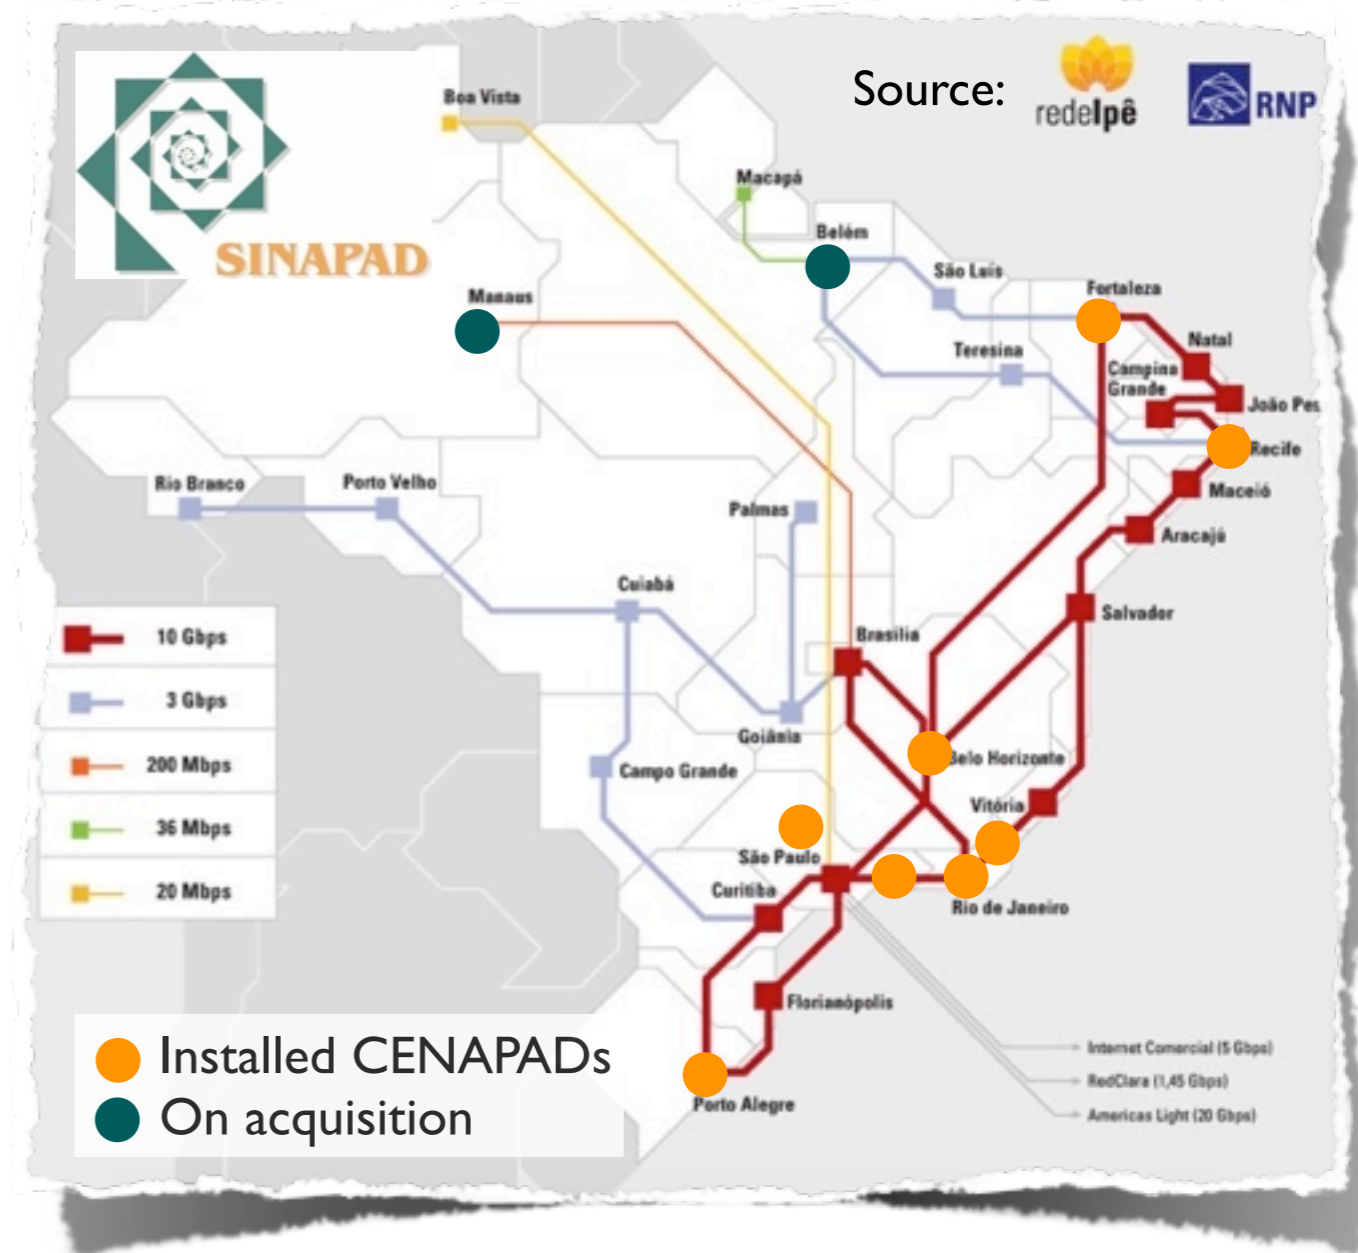 Source:
redeIpê
RNP
SINAPAD
Boa Vista
Macapá
Belém
São Luís
Fortaleza
Manaus
Natal
Teresina
Campina
Grande
João Pes
Recife
Rio Branco
Porto Velho
Palmas
Maceió
Aracajú
Cuiabá
Salvador
Brasília
10 Gbps
3 Gbps
200 Mbps
36 Mbps
20 Mbps
Goiânia
Campo Grande
Belo Horizonte
Vitória
São Paulo
Curitiba
Rio de Janeiro
Florianópolis
Porto Alegre
Internet Comercial (5 Gbps)
RedClara (1,45 Gbps)
Americas Light (20 Gbps)
Installed CENAPADs
On acquisition